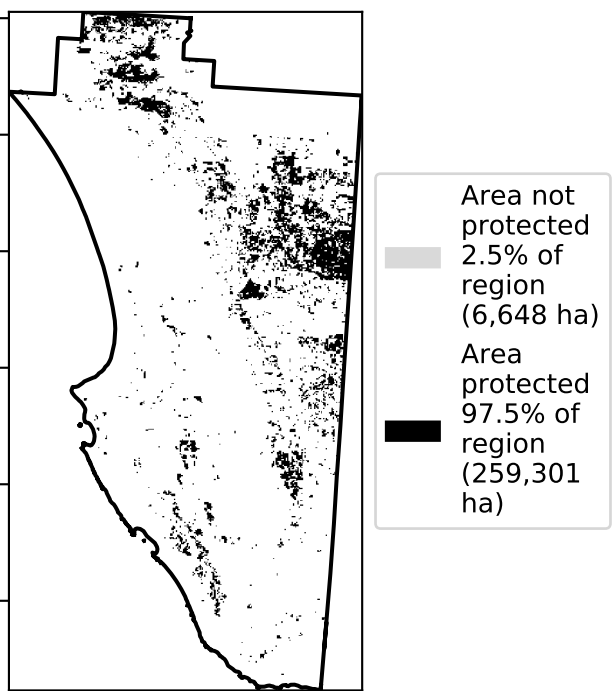 Area not
protected
2.5% of
region
(6,648 ha)
Area
protected
97.5% of
region
(259,301
ha)